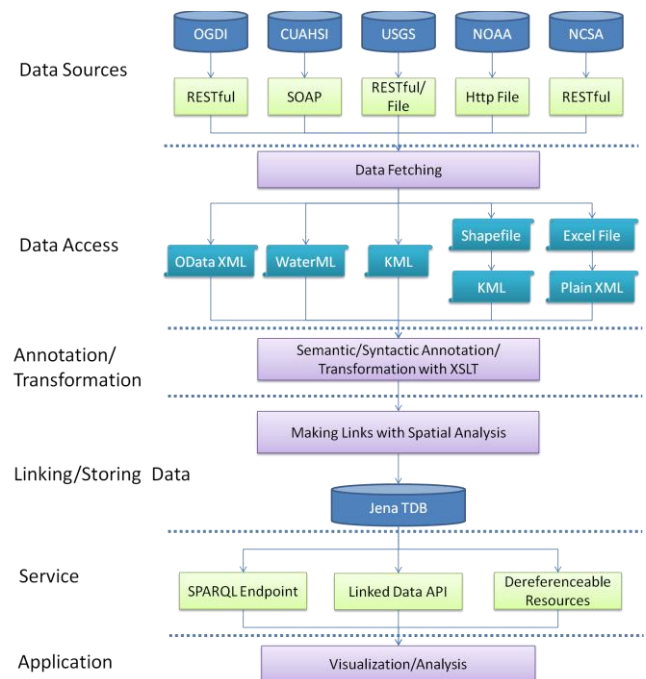 OGDI
CUAHSI
USGS
NOAA
NCSA
Data Sources
RESTful
SOAP
RESTful/
File
Http File
RESTful
Data Fetching
Data Access
Shapefile
Excel File
OData XML
WaterML
KML
KML
Plain XML
Annotation/
Transformation
Semantic/Syntactic Annotation/
Transformation with XSLT
Making Links with Spatial Analysis
Linking/Storing Data
Jena TDB
Service
SPARQL Endpoint
Linked Data API
Dereferenceable
Resources
Application
Visualization/Analysis